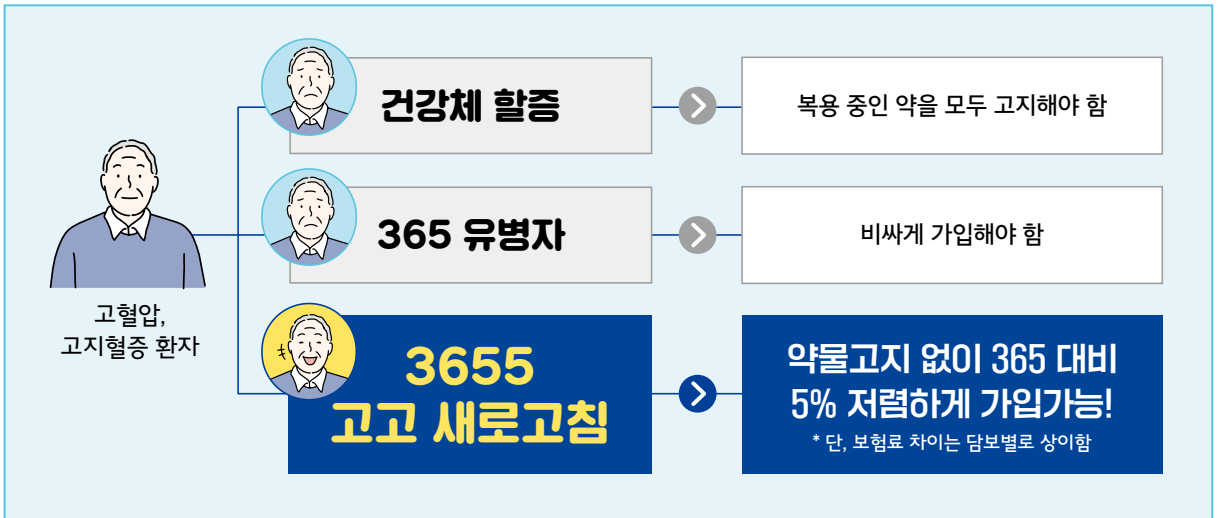 건강체 할증
복용 중인 약을 모두 고지해야 함
365 유병자
비싸게 가입해야 함
고혈압,
고지혈증 환자
3655
고고 새로고침
약물고지 없이 365 대비
5% 저렴하게 가입가능!
* 단, 보험료 차이는 담보별로 상이함